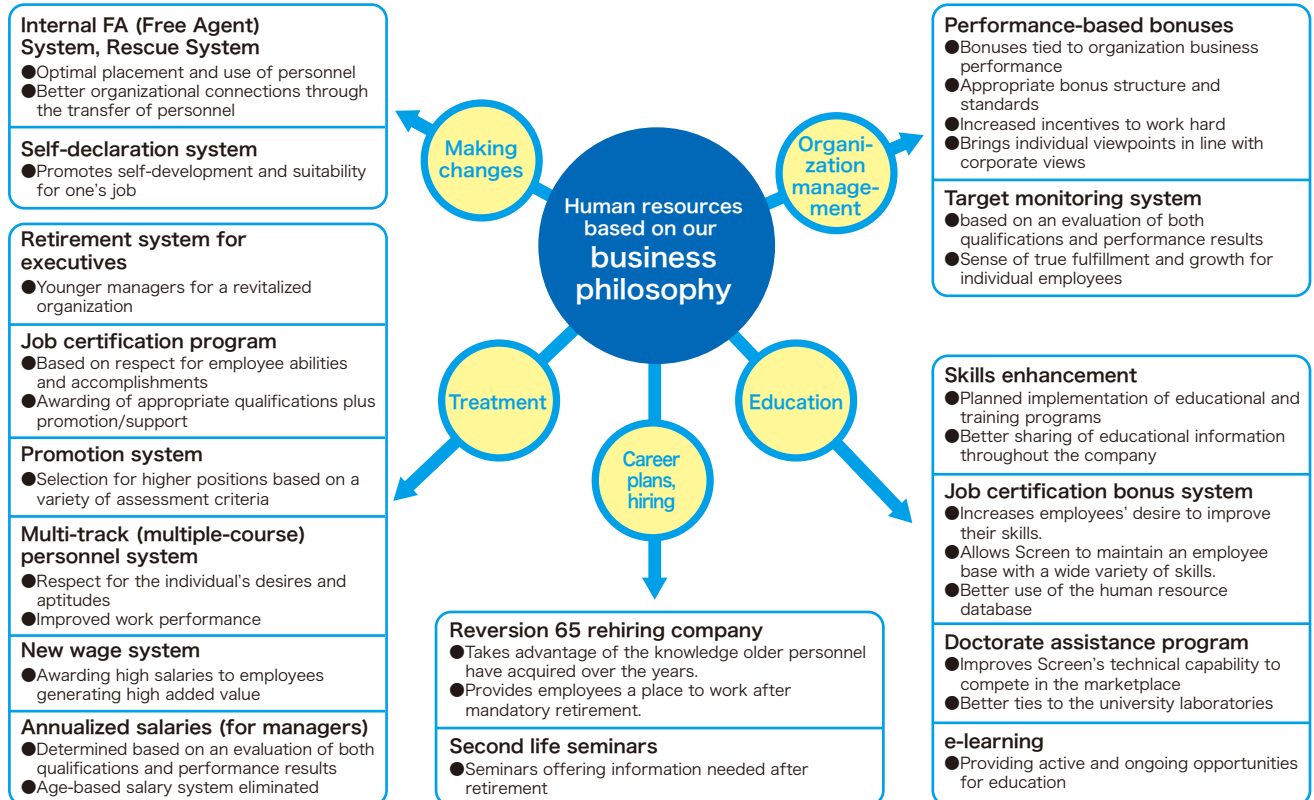 Internal FA (Free Agent)
System, Rescue System
●Optimal placement and use of personnel
●Better organizational connections through
the transfer of personnel
Self-declaration system
●Promotes self-development and suitability
for one's job
Making
changes
Human resources
based on our
business
philosophy
Organi-
zation
manage-
ment
Performance-based bonuses
●Bonuses tied to organization business
performance
●Appropriate bonus structure and
standards
●Increased incentives to work hard
●Brings individual viewpoints in line with
corporate views
Target monitoring system
●based on an evaluation of both
qualifications and performance results
●Sense of true fulfillment and growth for
individual employees
Retirement system for
executives
●Younger managers for a revitalized
organization
Job certification program
●Based on respect for employee abilities
and accomplishments
●Awarding of appropriate qualifications plus
promotion/support
Promotion system
●Selection for higher positions based on a
variety of assessment criteria
Multi-track (multiple-course)
personnel system
●Respect for the individual's desires and
aptitudes
●Improved work performance
New wage system
●Awarding high salaries to employees
generating high added value
Annualized salaries (for managers)
●Determined based on an evaluation of both
qualifications and performance results
●Age-based salary system eliminated
Treatment
Career
plans,
hiring
Education
Reversion 65 rehiring company
●Takes advantage of the knowledge older personnel
have acquired over the years.
●Provides employees a place to work after
mandatory retirement.
Second life seminars
●Seminars offering information needed after
retirement
Skills enhancement
●Planned implementation of educational and
training programs
●Better sharing of educational information
throughout the company
Job certification bonus system
●Increases employees' desire to improve
their skills.
●Allows Screen to maintain an employee
base with a wide variety of skills.
●Better use of the human resource
database
Doctorate assistance program
●Improves Screen's technical capability to
compete in the marketplace
●Better ties to the university laboratories
e-learning
●Providing active and ongoing opportunities
for education